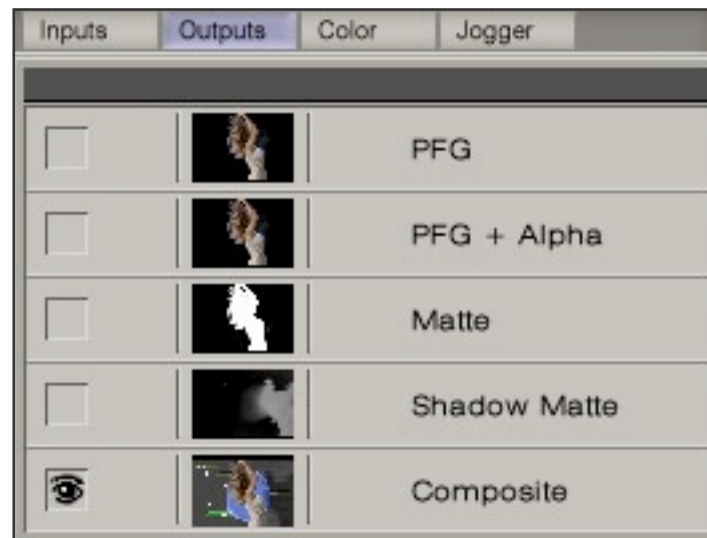 Inputs Outputs Color Jogger
PFG
PFG + Alpha
Matte
Shadow Matte
Composite